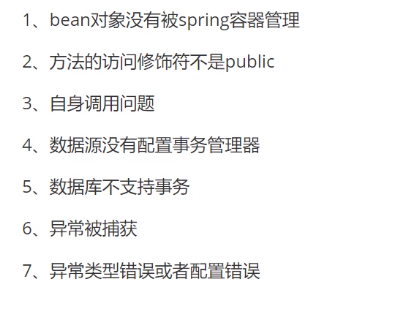 1、bean对象没有被spring容器管理
2、方法的访问修饰符不是public
3、自身调用问题
4、数据源没有配置事务管理器
5、数据库不支持事务
6、异常被捕获
7、异常类型错误或者配置错误